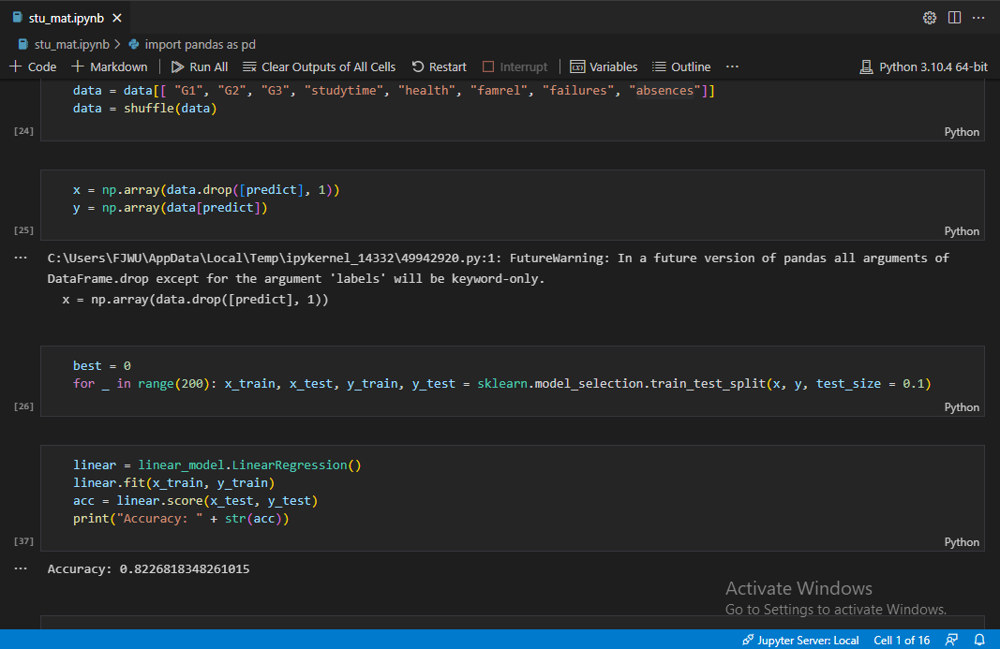 stu_mat.ipynb
stu_mat.ipynb > import pandas as pd
+ Code + Markdown Run All Clear Outputs of All Cells Restart Interrupt Variables Outline ... Python 3.10.4 64-bit
data = data[[ "G1", "G2", "G3", "studytime", "health", "famrel", "failures", "absences"]]
data = shuffle(data)
[24] Python
x = np.array(data.drop([predict], 1))
y = np.array(data[predict])
[25] Python
C:\Users\FJWU\AppData\Local\Temp\ipykernel_14332\49942920.py:1: FutureWarning: In a future version of pandas all arguments of
DataFrame.drop except for the argument 'labels' will be keyword-only.
x = np.array(data.drop([predict], 1))
best = 0
for _ in range(200): x_train, x_test, y_train, y_test = sklearn.model_selection.train_test_split(x, y, test_size = 0.1)
[26] Python
linear = linear_model.LinearRegression()
linear.fit(x_train, y_train)
acc = linear.score(x_test, y_test)
print("Accuracy: " + str(acc))
[37] Python
Accuracy: 0.8226818348261015
Activate Windows
Go to Settings to activate Windows.
Jupyter Server: Local Cell 1 of 16